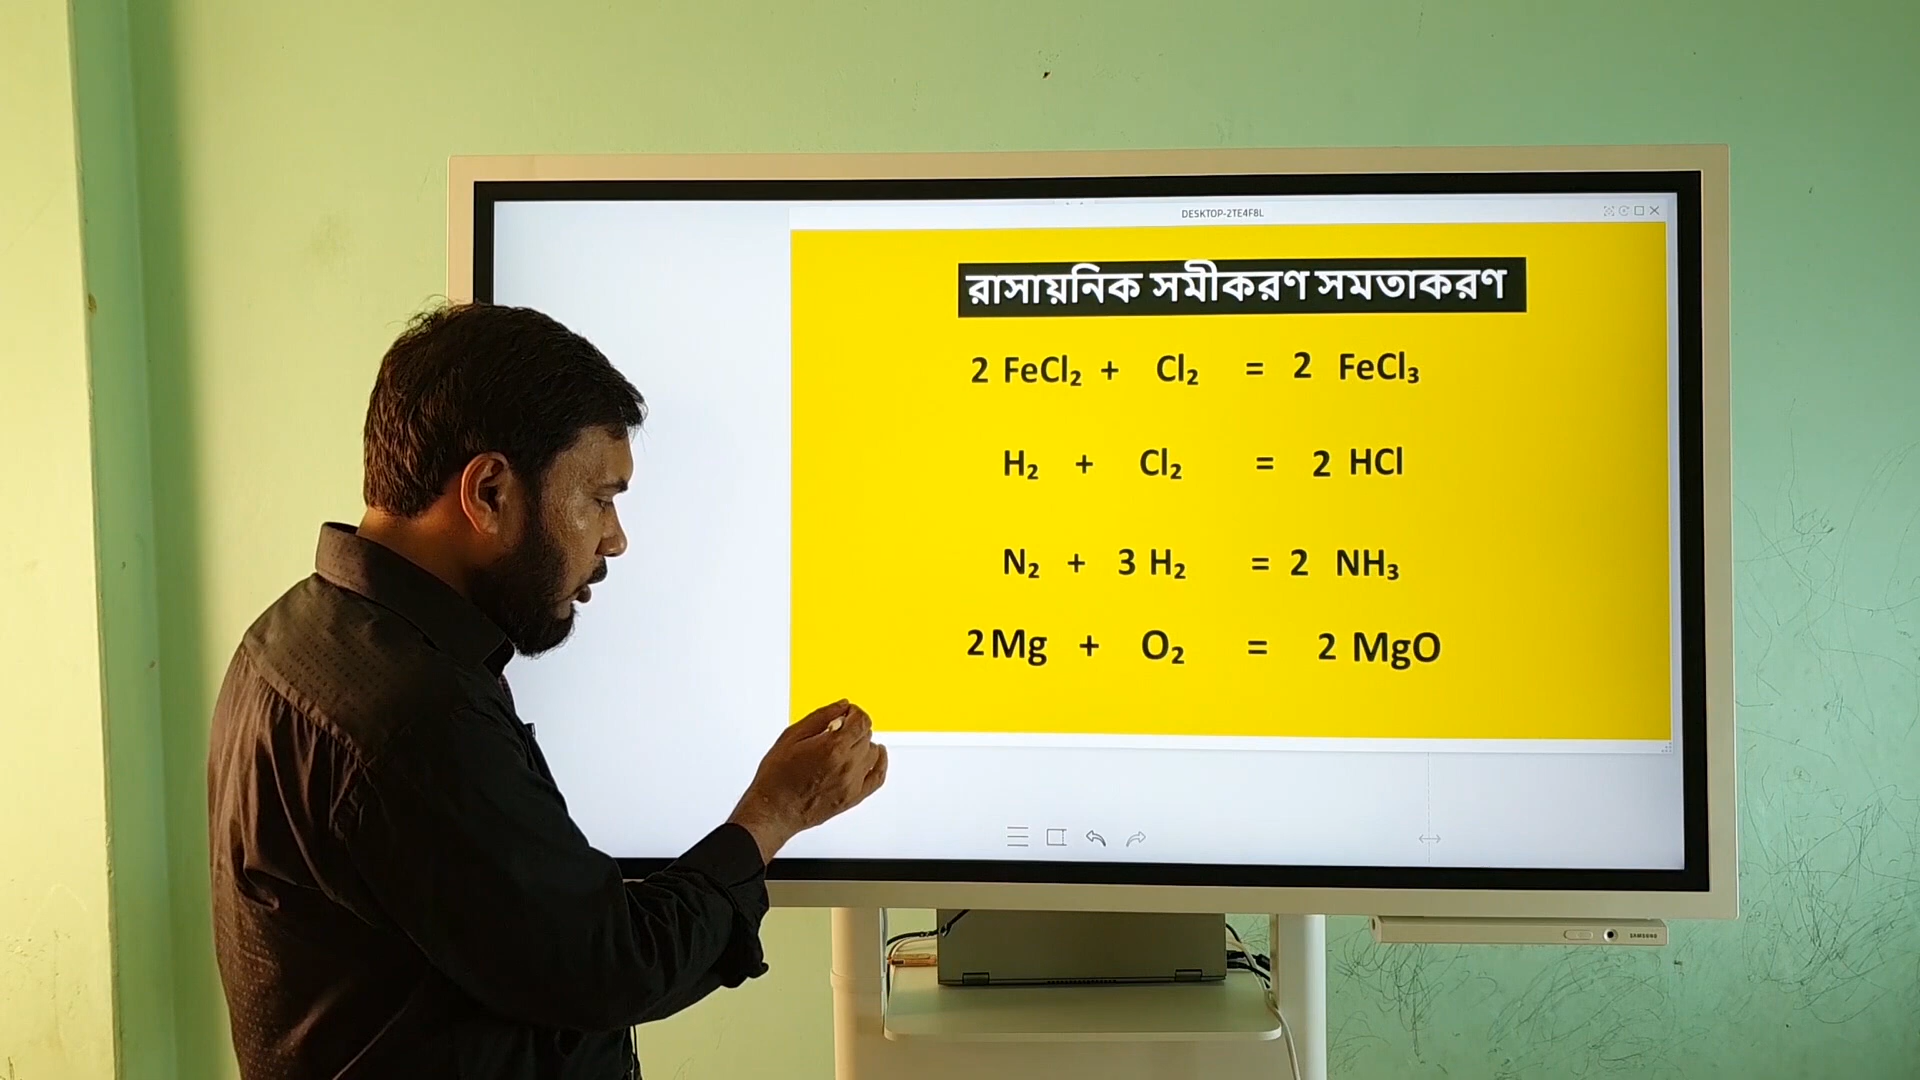 DESKTOP-2TE4F8L
রাসায়নিক সমীকরণ সমতাকরণ
2 FeCl₂ + Cl₂ = 2 FeCl₃
H₂ + Cl₂ = 2 HCl
N₂ + 3 H₂ = 2 NH₃
2Mg + O₂ = 2 MgO
SAMSUNG